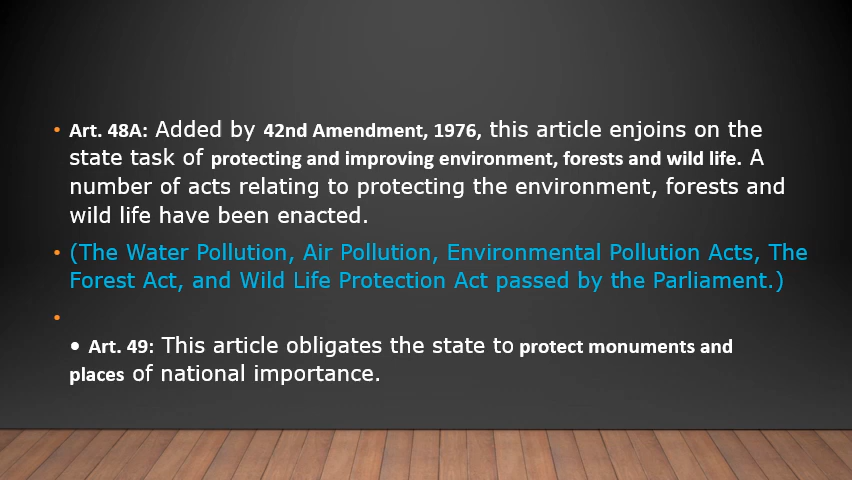 • Art. 48A: Added by 42nd Amendment, 1976, this article enjoins on the
state task of protecting and improving environment, forests and wild life. A
number of acts relating to protecting the environment, forests and
wild life have been enacted.
• (The Water Pollution, Air Pollution, Environmental Pollution Acts, The
Forest Act, and Wild Life Protection Act passed by the Parliament.)
•
• Art. 49: This article obligates the state to protect monuments and
places of national importance.